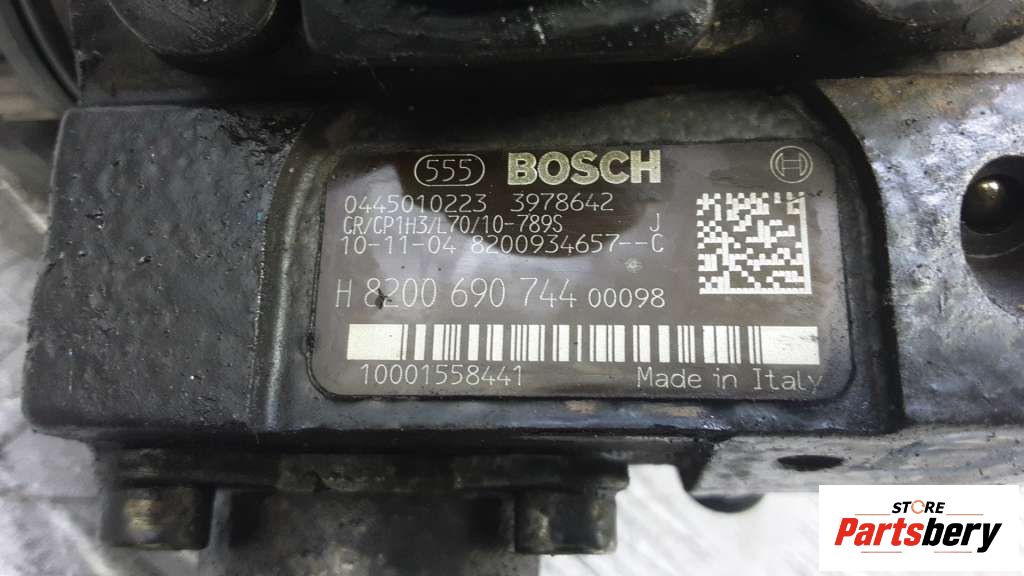 555 BOSCH
0445010223 3978642
CR/CP1H3/L70/10-789S J
10-11-04 8200934657--C
H 8200 690 744 00098
10001558441 Made in Italy
STORE
Partsbery